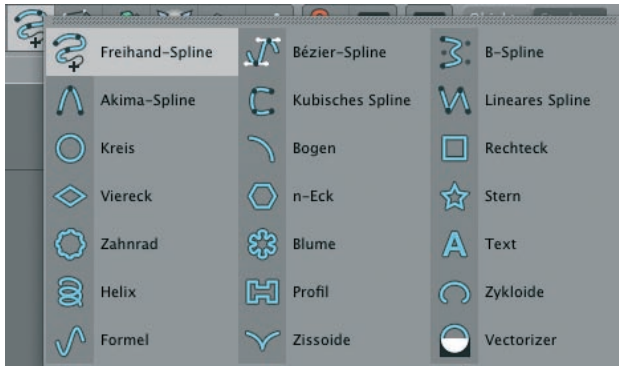 Freihand-Spline Bézier-Spline B-Spline
Akima-Spline Kubisches Spline Lineares Spline
Kreis Bogen Rechteck
Viereck n-Eck Stern
Zahnrad Blume Text
Helix Profil Zykloide
Formel Zissoide Vectorizer